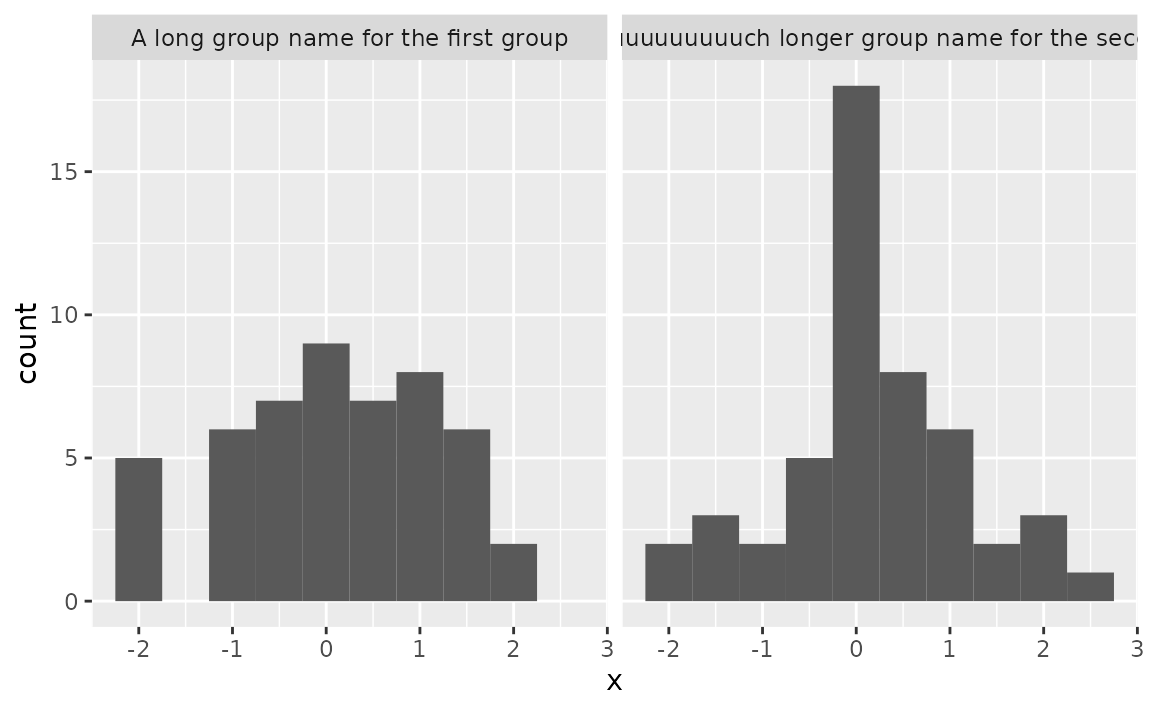 A long group name for the first group
uuuuuuuuch longer group name for the sec
15
10
5
0
count
-2 -1 0 1 2 3
-2 -1 0 1 2 3
x